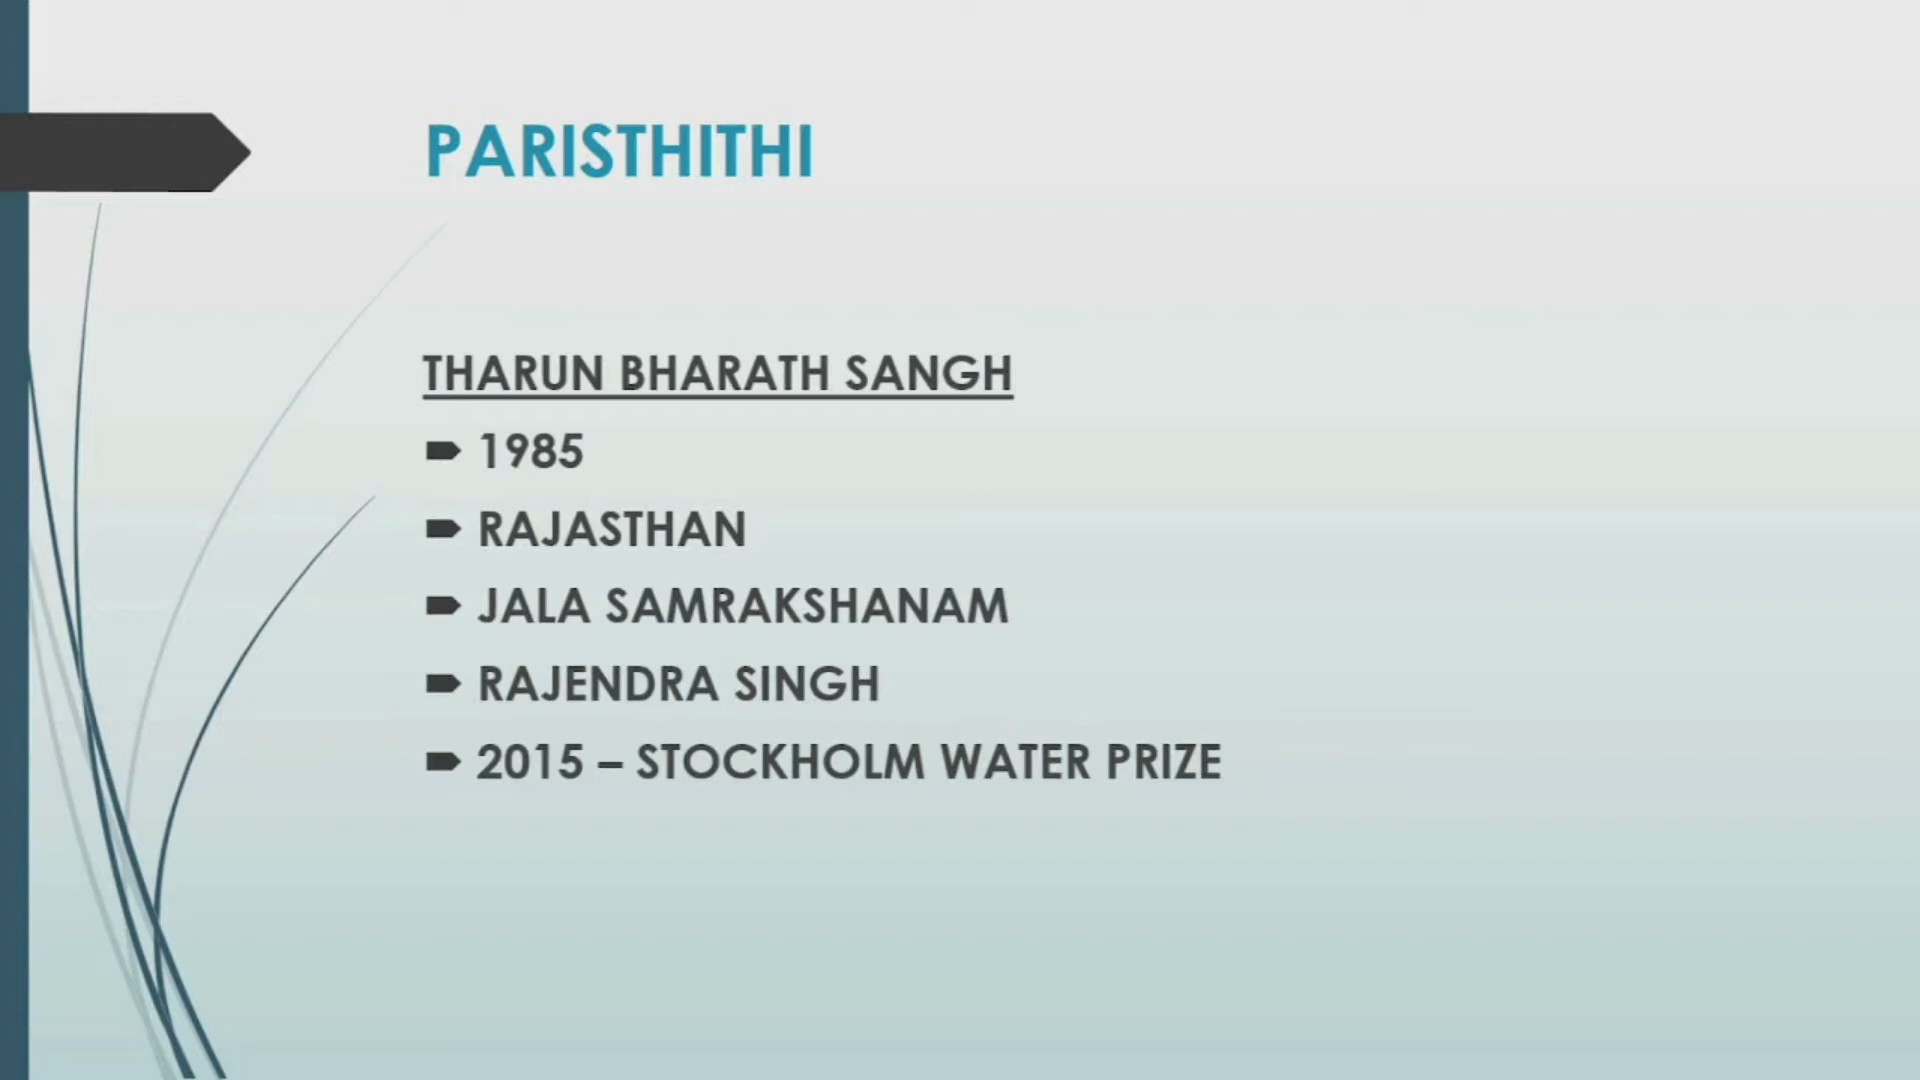 PARISTHITHI
THARUN BHARATH SANGH
1985
RAJASTHAN
JALA SAMRAKSHANAM
RAJENDRA SINGH
2015 – STOCKHOLM WATER PRIZE